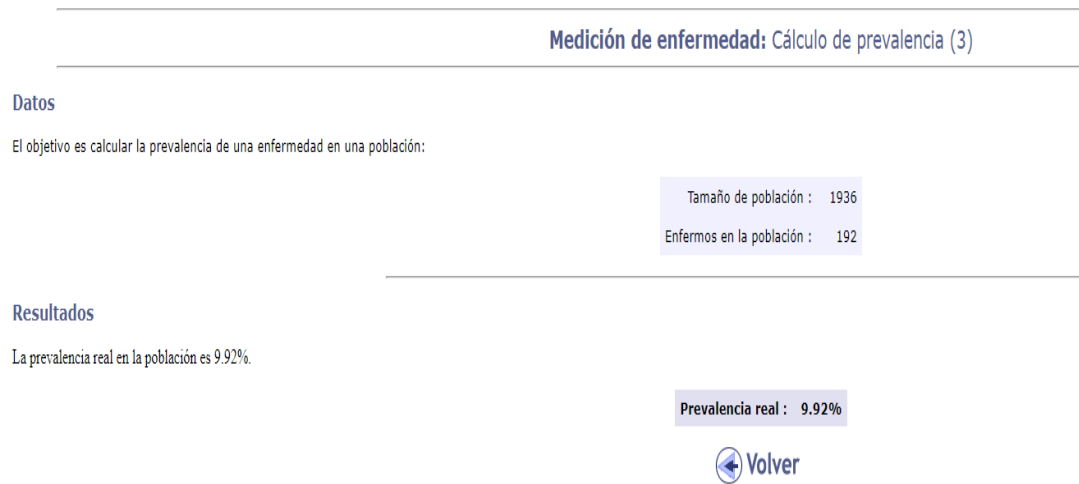 Medición de enfermedad: Cálculo de prevalencia (3)
Datos
El objetivo es calcular la prevalencia de una enfermedad en una población:
Tamaño de población : 1936
Enfermos en la población : 192
Resultados
La prevalencia real en la población es 9.92%.
Prevalencia real : 9.92%
Volver